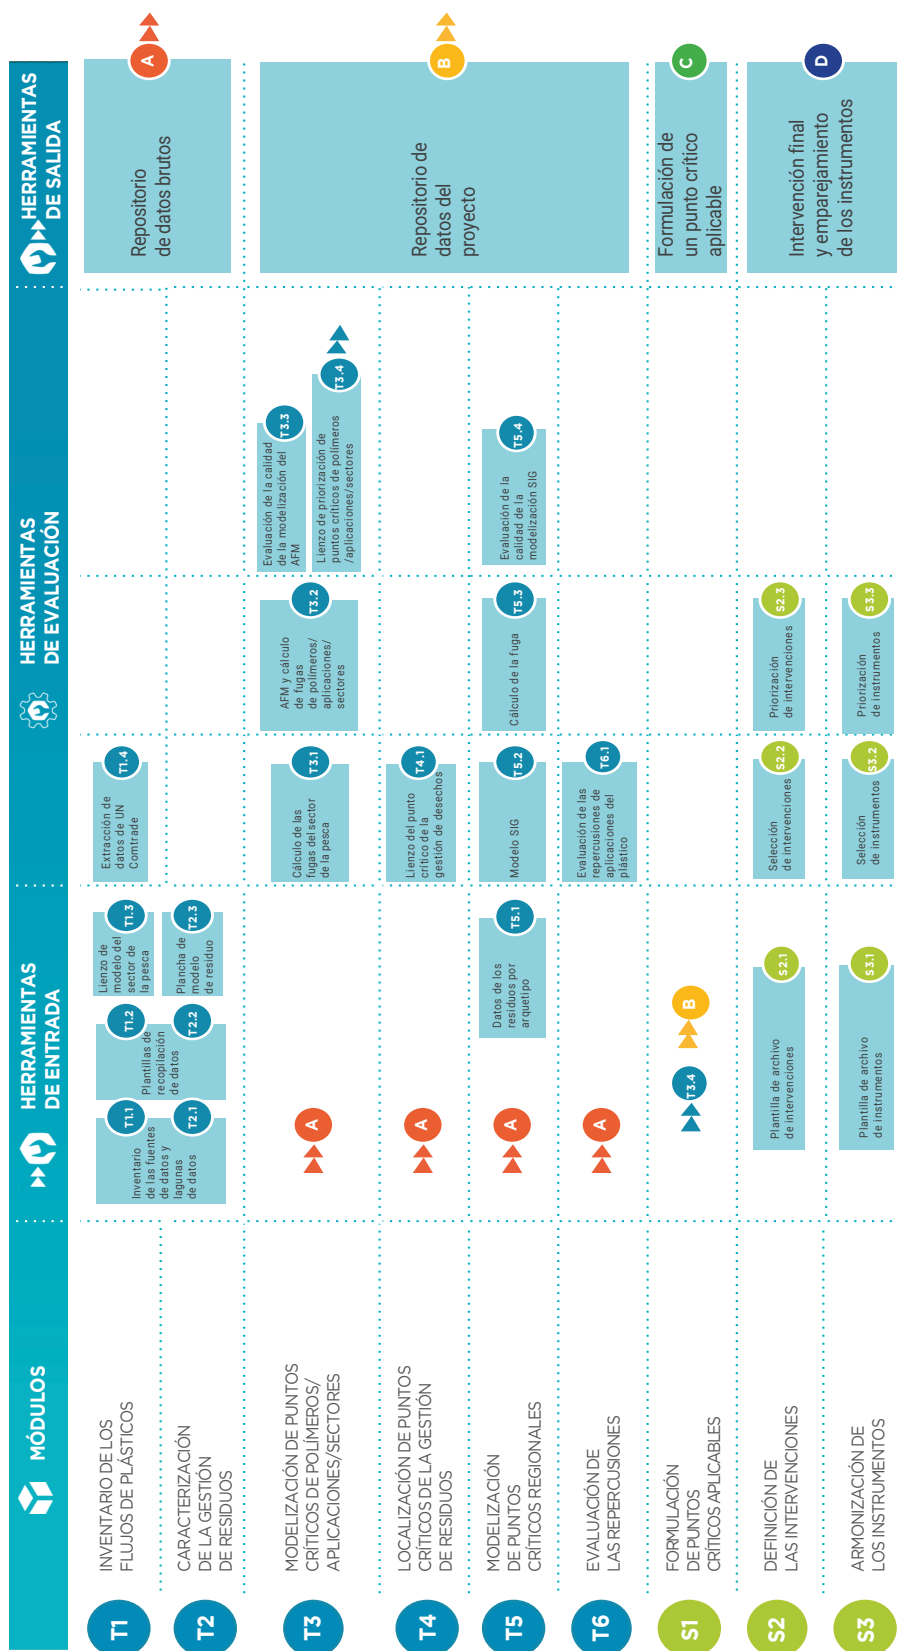 MÓDULOS
HERRAMIENTAS
DE ENTRADA
HERRAMIENTAS
DE EVALUACIÓN
HERRAMIENTAS
DE SALIDA
T1
INVENTARIO DE LOS
FLUJOS DE PLÁSTICOS
T2
CARACTERIZACIÓN
DE LA GESTIÓN
DE RESIDUOS
Inventario
de las fuentes
de datos y
lagunas
de datos
T1.1
T2.1
Plantillas de
recopilación
de datos
T1.2
T2.2
Lienzo de
modelo del
sector de
la pesca
T1.3
Plancha de
modelo
de residuo
T2.3
Extracción de
datos de UN
Comtrade
T1.4
Repositorio
de datos brutos
A
T3
MODELIZACIÓN DE PUNTOS
CRÍTICOS DE POLÍMEROS/
APLICACIONES/SECTORES
A
Cálculo de las
fugas del sector
de la pesca
T3.1
AFM y cálculo
de fugas
de polímeros/
aplicaciones/
sectores
T3.2
Evaluación de la calidad
de la modelización del
AFM
T3.3
Lienzo de priorización de
puntos críticos de polímeros
/aplicaciones/sectores
T3.4
Repositorio de
datos del
proyecto
B
T4
LOCALIZACIÓN DE PUNTOS
CRÍTICOS DE LA GESTIÓN
DE RESIDUOS
A
Lienzo del punto
crítico de la
gestión de desechos
T4.1
T5
MODELIZACIÓN
DE PUNTOS
CRÍTICOS REGIONALES
A
Datos de los
residuos por
arquetipo
T5.1
Modelo SIG
T5.2
Cálculo de la fuga
T5.3
Evaluación de la
calidad de la
modelización SIG
T5.4
T6
EVALUACIÓN DE
LAS REPERCUSIONES
A
Evaluación de las
repercusiones de
aplicaciones del
plástico
T6.1
S1
FORMULACIÓN
DE PUNTOS
CRÍTICOS APLICABLES
T3.4
B
Formulación de
un punto crítico
aplicable
C
S2
DEFINICIÓN DE
LAS INTERVENCIONES
Plantilla de archivo
de intervenciones
S2.1
Selección
de intervenciones
S2.2
Priorización
de intervenciones
S2.3
Intervención final
y emparejamiento
de los instrumentos
D
S3
ARMONIZACIÓN DE
LOS INSTRUMENTOS
Plantilla de archivo
de instrumentos
S3.1
Selección
de instrumentos
S3.2
Priorización
de instrumentos
S3.3